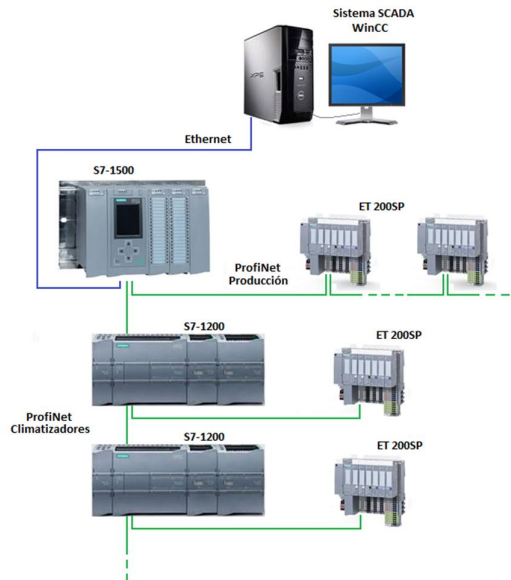 Sistema SCADA
WinCC
Ethernet
S7-1500
ET 200SP
ProfiNet
Producción
S7-1200
ET 200SP
ProfiNet
Climatizadores
S7-1200
ET 200SP